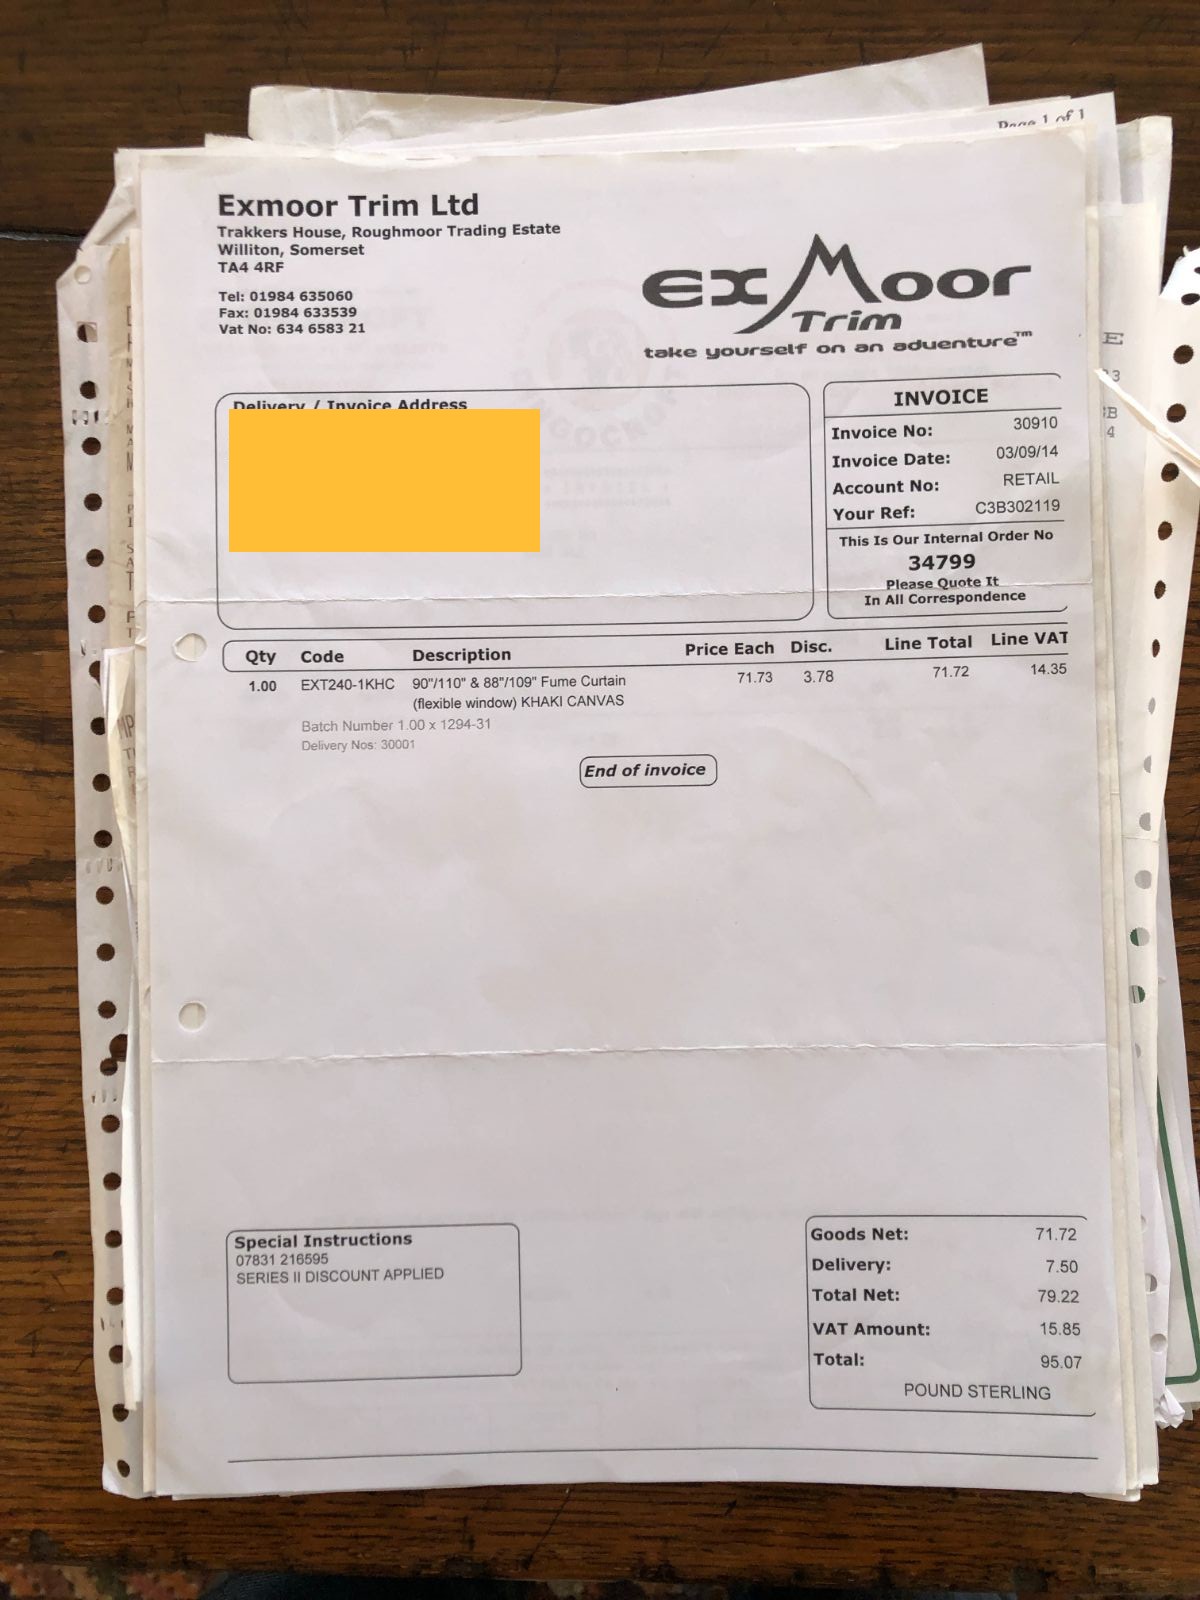 Page 1 of 1
Exmoor Trim Ltd
Trakkers House, Roughmoor Trading Estate
Williton, Somerset
TA4 4RF
Tel: 01984 635060
Fax: 01984 633539
Vat No: 634 6583 21
exmoor
Trim
take yourself on an adventure™
Delivery / Invoice Address
INVOICE
Invoice No: 30910
Invoice Date: 03/09/14
Account No: RETAIL
Your Ref: C3B302119
This Is Our Internal Order No
34799
Please Quote It
In All Correspondence
Qty Code Description Price Each Disc. Line Total Line VAT
1.00 EXT240-1KHC 90"/110" & 88"/109" Fume Curtain 71.73 3.78 71.72 14.35
(flexible window) KHAKI CANVAS
Batch Number 1.00 x 1294-31
Delivery Nos: 30001
End of invoice
Special Instructions
07831 216595
SERIES II DISCOUNT APPLIED
Goods Net: 71.72
Delivery: 7.50
Total Net: 79.22
VAT Amount: 15.85
Total: 95.07
POUND STERLING